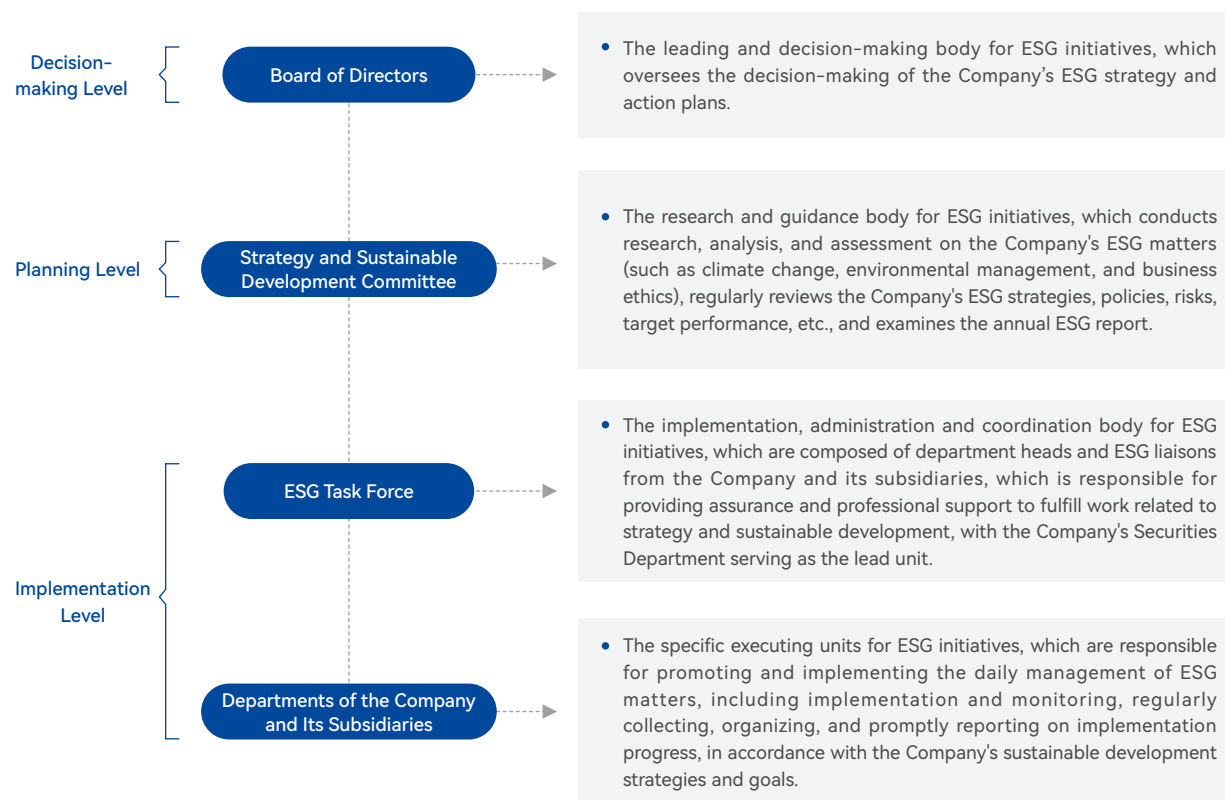 Decision-
making Level
Board of Directors
The leading and decision-making body for ESG initiatives, which
oversees the decision-making of the Company’s ESG strategy and
action plans.
Planning Level
Strategy and Sustainable
Development Committee
The research and guidance body for ESG initiatives, which conducts
research, analysis, and assessment on the Company's ESG matters
(such as climate change, environmental management, and business
ethics), regularly reviews the Company's ESG strategies, policies, risks,
target performance, etc., and examines the annual ESG report.
Implementation
Level
ESG Task Force
The implementation, administration and coordination body for ESG
initiatives, which are composed of department heads and ESG liaisons
from the Company and its subsidiaries, which is responsible for
providing assurance and professional support to fulfill work related to
strategy and sustainable development, with the Company's Securities
Department serving as the lead unit.
Departments of the Company
and Its Subsidiaries
The specific executing units for ESG initiatives, which are responsible
for promoting and implementing the daily management of ESG
matters, including implementation and monitoring, regularly
collecting, organizing, and promptly reporting on implementation
progress, in accordance with the Company's sustainable development
strategies and goals.